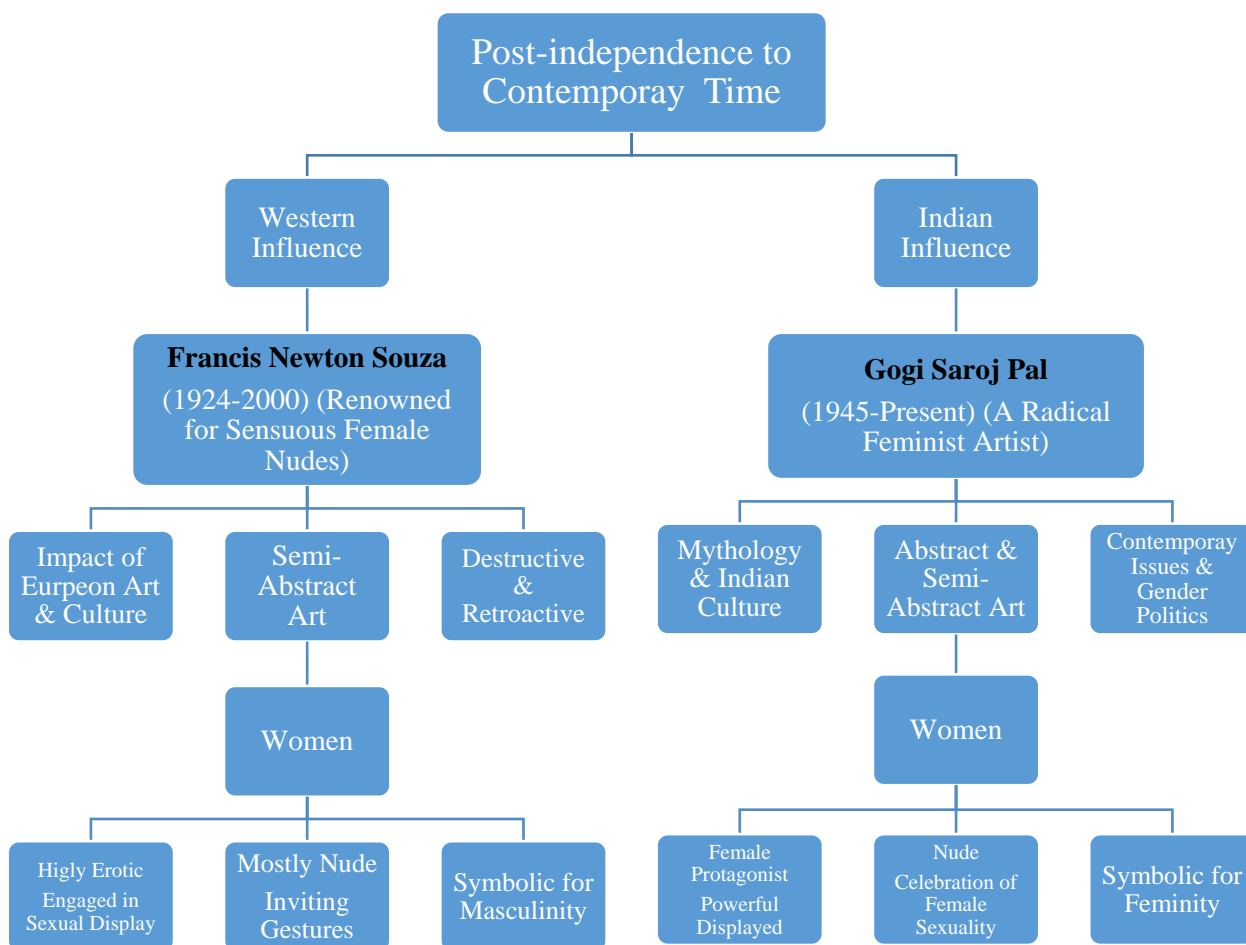 Post-independence to
Contemporay Time
Western
Influence
Indian
Influence
Francis Newton Souza
(1924-2000) (Renowned
for Sensuous Female
Nudes)
Gogi Saroj Pal
(1945-Present) (A Radical
Feminist Artist)
Impact of
Eurpeon Art
& Culture
Semi-
Abstract
Art
Destructive
&
Retroactive
Mythology
& Indian
Culture
Abstract &
Semi-
Abstract Art
Contemporay
Issues &
Gender
Politics
Women
Women
Higly Erotic
Engaged in
Sexual Display
Mostly Nude
Inviting
Gestures
Symbolic for
Masculinity
Female
Protagonist
Powerful
Displayed
Nude
Celebration of
Female
Sexuality
Symbolic for
Feminity